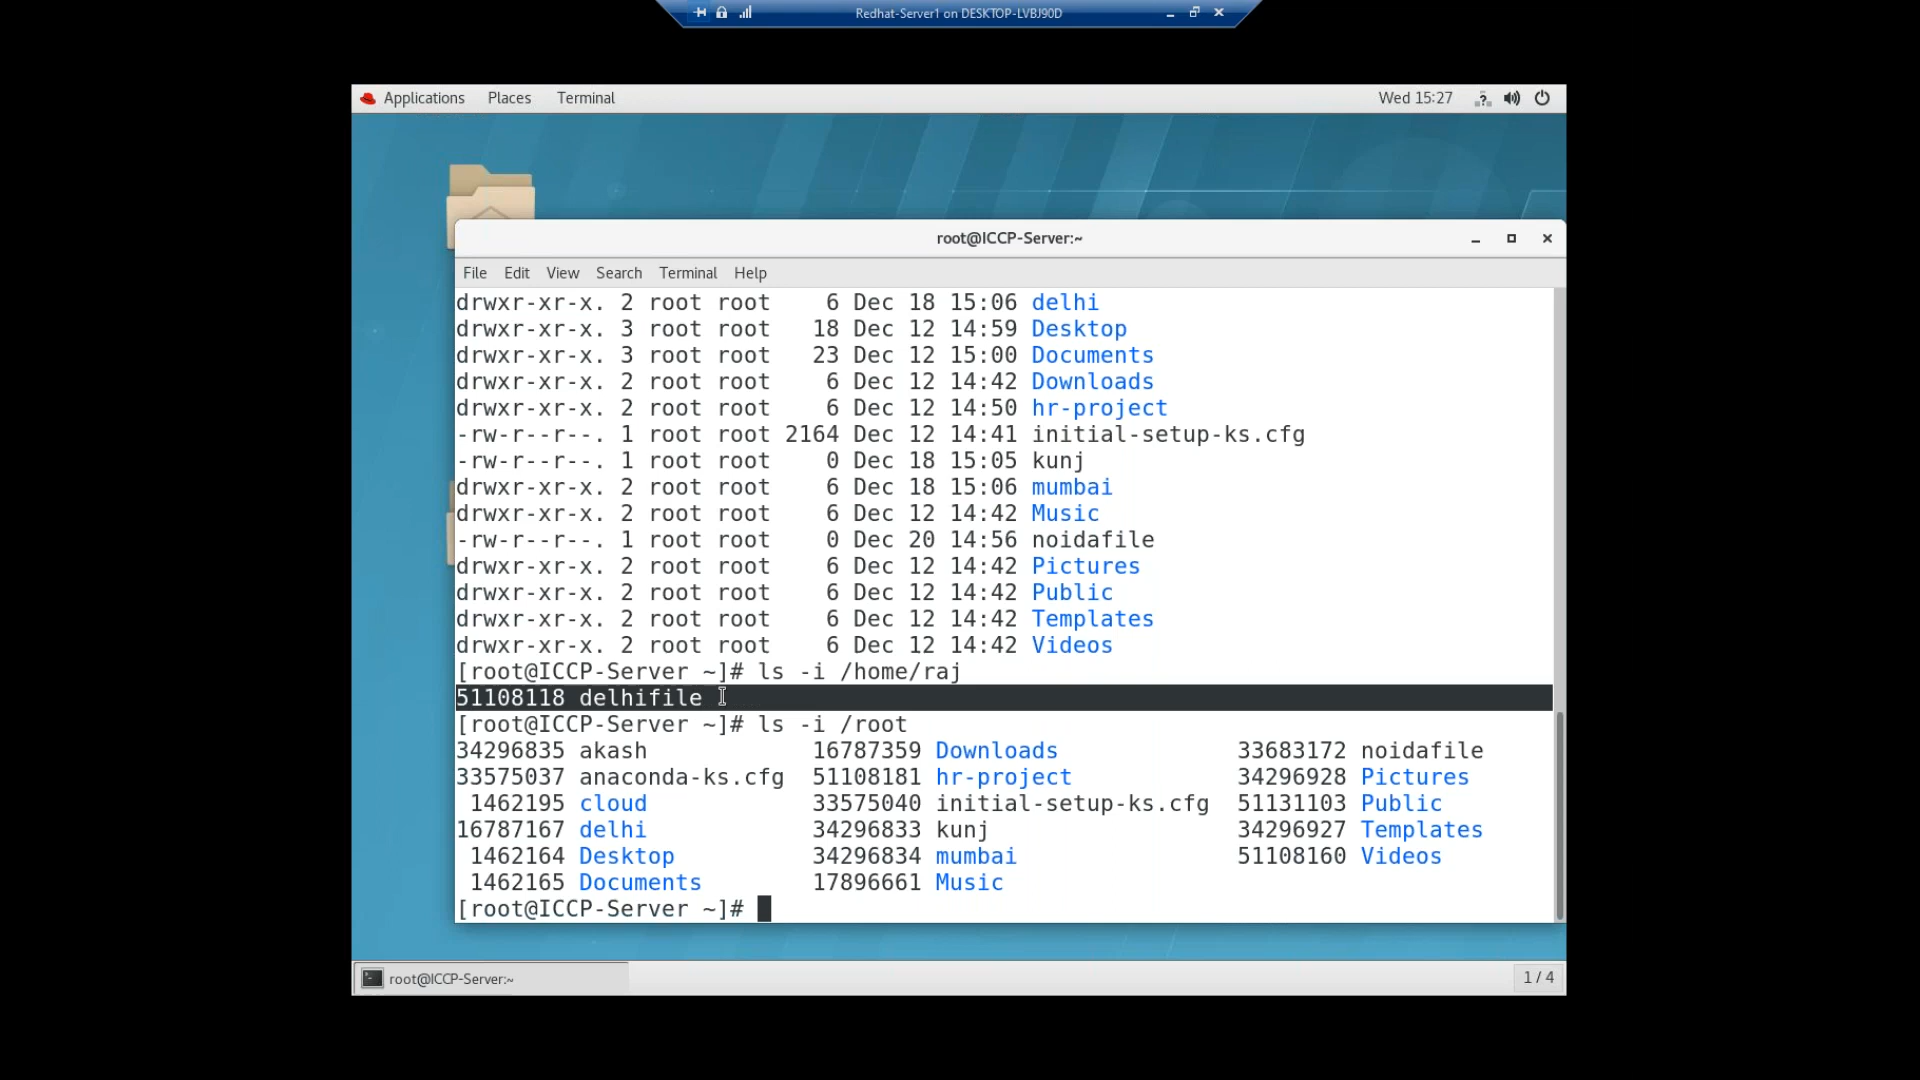 Redhat-Server1 on DESKTOP-LVBJ90D
Applications Places Terminal Wed 15:27
root@ICCP-Server:~
File Edit View Search Terminal Help
drwxr-xr-x. 2 root root    6 Dec 18 15:06 delhi
drwxr-xr-x. 3 root root   18 Dec 12 14:59 Desktop
drwxr-xr-x. 3 root root   23 Dec 12 15:00 Documents
drwxr-xr-x. 2 root root    6 Dec 12 14:42 Downloads
drwxr-xr-x. 2 root root    6 Dec 12 14:50 hr-project
-rw-r--r--. 1 root root 2164 Dec 12 14:41 initial-setup-ks.cfg
-rw-r--r--. 1 root root    0 Dec 18 15:05 kunj
drwxr-xr-x. 2 root root    6 Dec 18 15:06 mumbai
drwxr-xr-x. 2 root root    6 Dec 12 14:42 Music
-rw-r--r--. 1 root root    0 Dec 20 14:56 noidafile
drwxr-xr-x. 2 root root    6 Dec 12 14:42 Pictures
drwxr-xr-x. 2 root root    6 Dec 12 14:42 Public
drwxr-xr-x. 2 root root    6 Dec 12 14:42 Templates
drwxr-xr-x. 2 root root    6 Dec 12 14:42 Videos
[root@ICCP-Server ~]# ls -i /home/raj
51108118 delhifile
[root@ICCP-Server ~]# ls -i /root
34296835 akash            16787359 Downloads             33683172 noidafile
33575037 anaconda-ks.cfg  51108181 hr-project            34296928 Pictures
 1462195 cloud            33575040 initial-setup-ks.cfg  51131103 Public
16787167 delhi            34296833 kunj                  34296927 Templates
 1462164 Desktop          34296834 mumbai                51108160 Videos
 1462165 Documents        17896661 Music
[root@ICCP-Server ~]#
root@ICCP-Server:~ 1 / 4